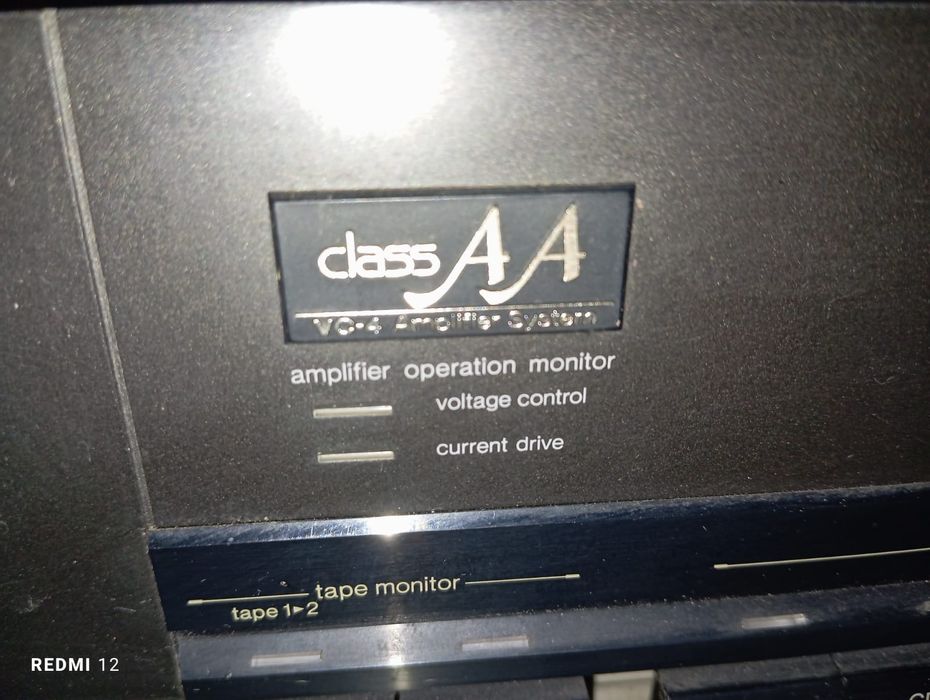 class AA
VC-4 Amplifier System
amplifier operation monitor
voltage control
current drive
tape monitor
tape 1▸2
REDMI 12